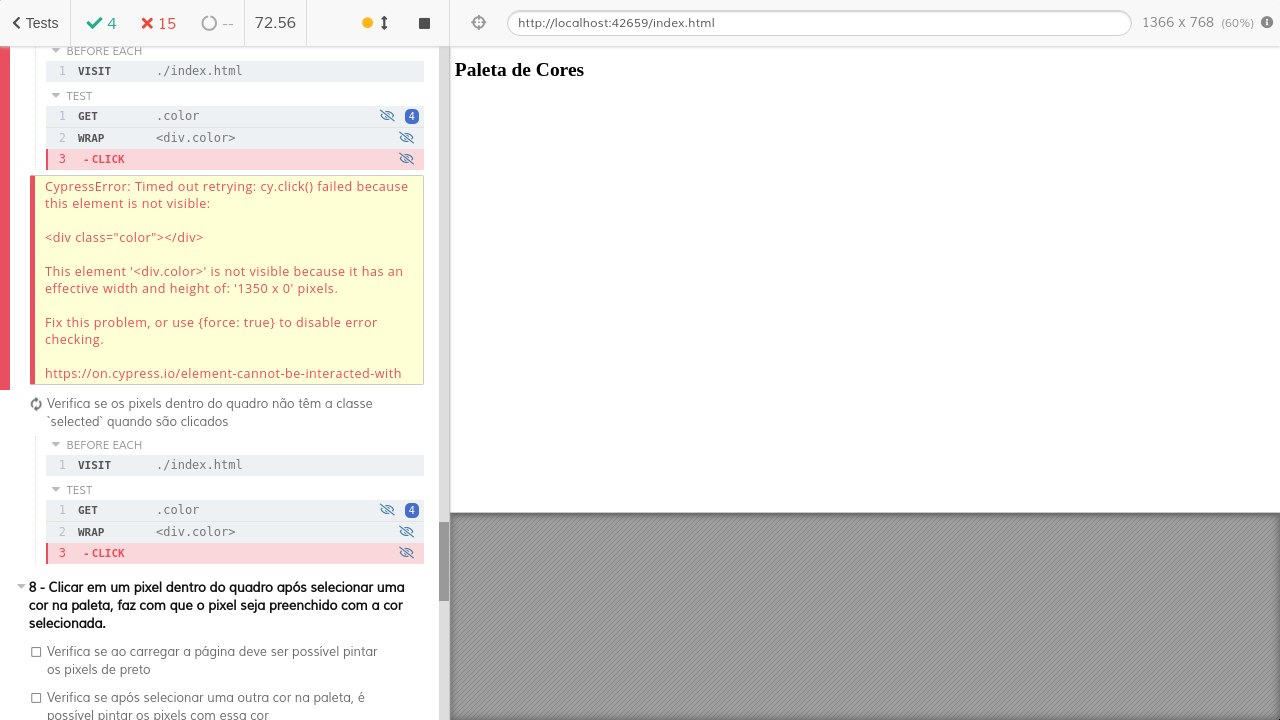 Tests
4
15
--
72.56
http://localhost:42659/index.html
1366 x 768 (60%)
BEFORE EACH
1 VISIT ./index.html
TEST
1 GET .color 4
2 WRAP <div.color>
3 -CLICK
CypressError: Timed out retrying: cy.click() failed because
this element is not visible:
<div class="color"></div>
This element '<div.color>' is not visible because it has an
effective width and height of: '1350 x 0' pixels.
Fix this problem, or use {force: true} to disable error
checking.
https://on.cypress.io/element-cannot-be-interacted-with
Verifica se os pixels dentro do quadro não têm a classe
`selected` quando são clicados
BEFORE EACH
1 VISIT ./index.html
TEST
1 GET .color 4
2 WRAP <div.color>
3 -CLICK
8 - Clicar em um pixel dentro do quadro após selecionar uma
cor na paleta, faz com que o pixel seja preenchido com a cor
selecionada.
Verifica se ao carregar a página deve ser possível pintar
os pixels de preto
Verifica se após selecionar uma outra cor na paleta, é
possível pintar os pixels com essa cor
Paleta de Cores